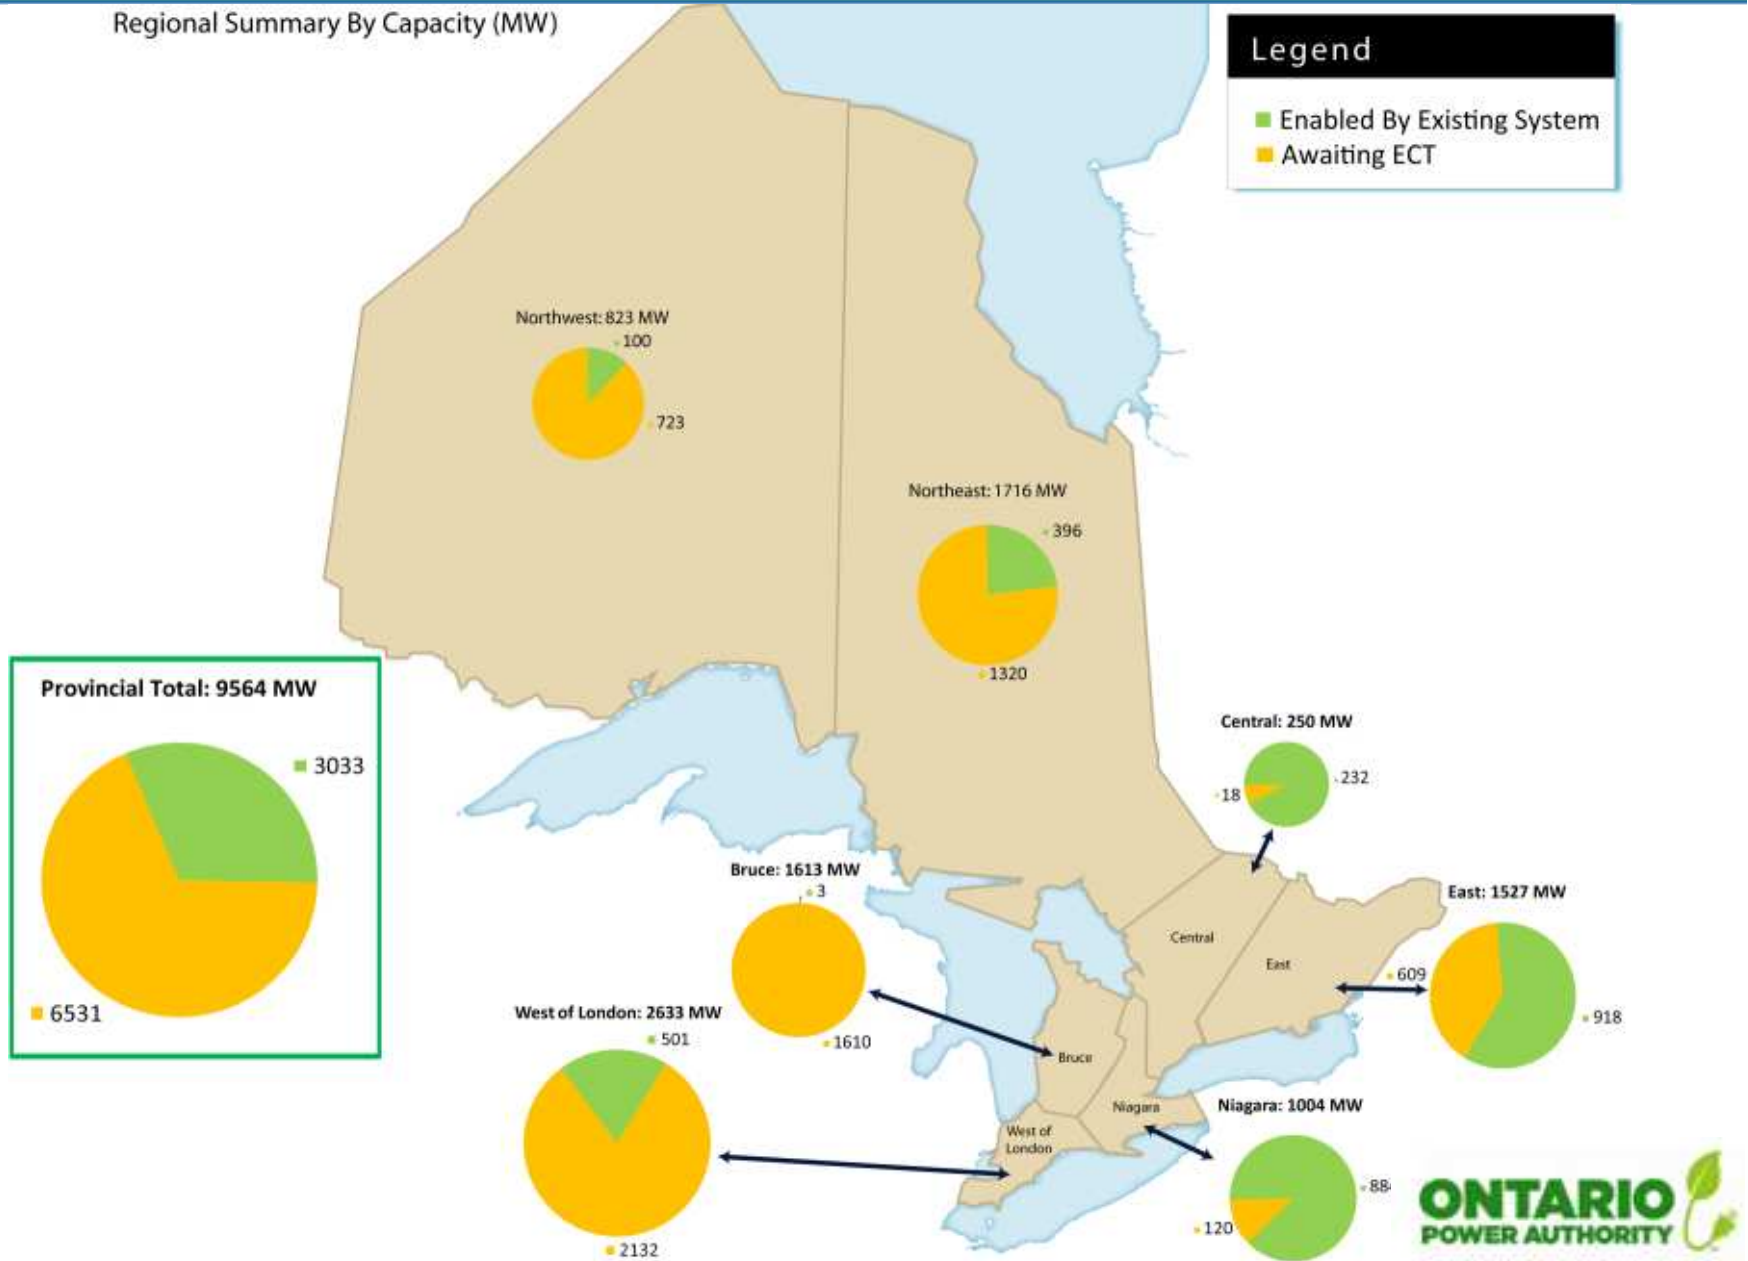 Regional Summary By Capacity (MW)
Legend
Enabled By Existing System
Awaiting ECT
Northwest: 823 MW
100
723
Northeast: 1716 MW
396
1320
Provincial Total: 9564 MW
3033
6531
Central: 250 MW
232
18
Bruce: 1613 MW
3
1610
East: 1527 MW
609
918
Central
East
West of London: 2633 MW
501
2132
Bruce
Niagara
West of
London
Niagara: 1004 MW
88
120
ONTARIO
POWER AUTHORITY